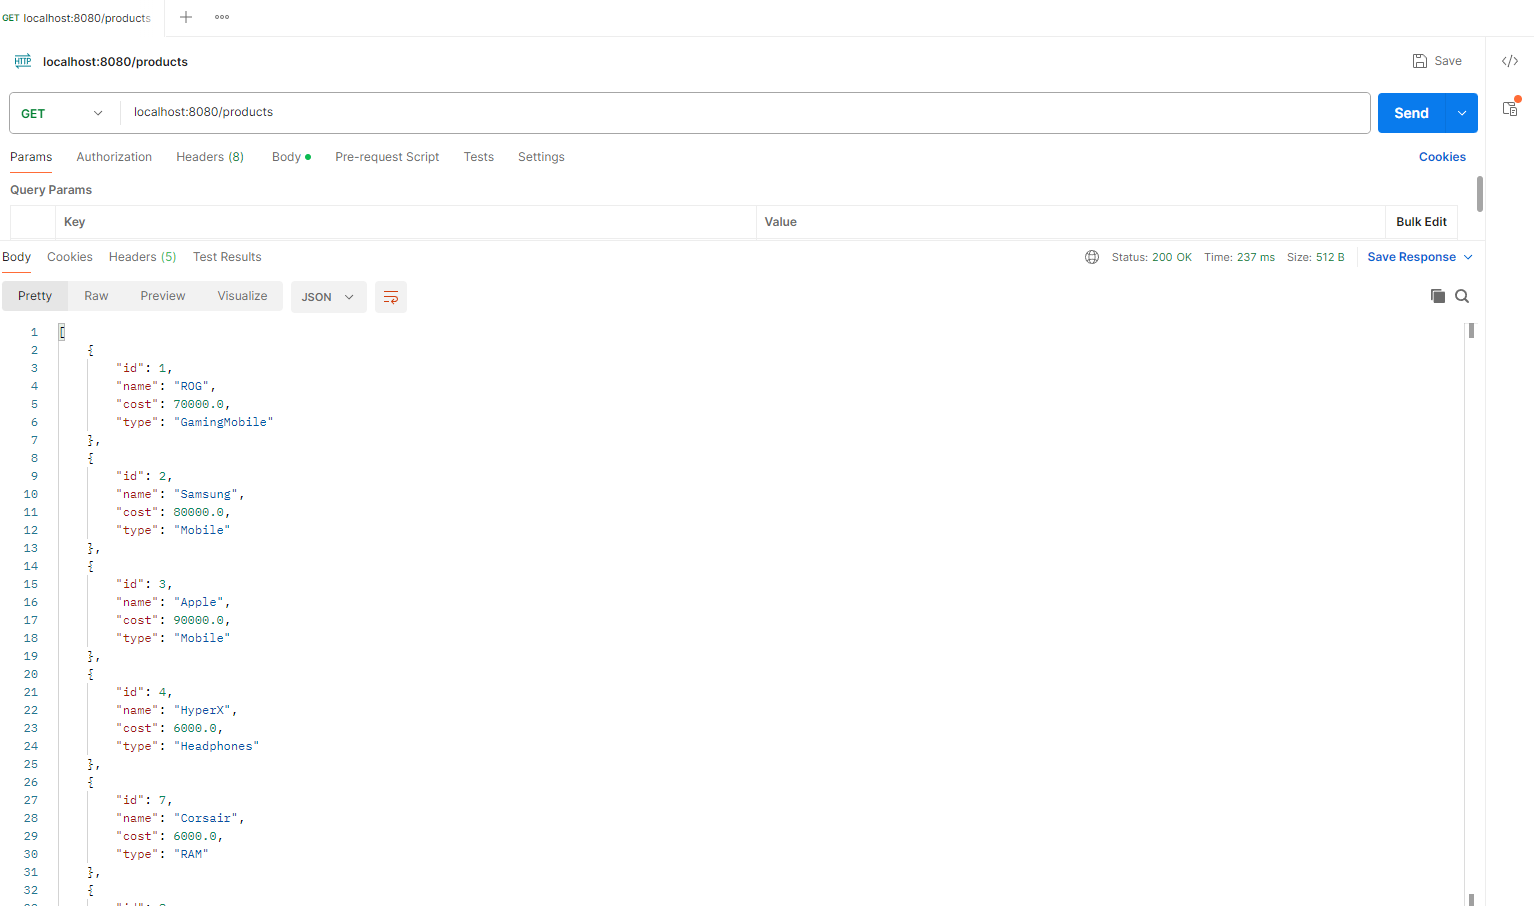 GET localhost:8080/products
HTTP localhost:8080/products
Save
GET localhost:8080/products
Send
Params Authorization Headers (8) Body Pre-request Script Tests Settings Cookies
Query Params
Key Value Bulk Edit
Body Cookies Headers (5) Test Results Status: 200 OK Time: 237 ms Size: 512 B Save Response
Pretty Raw Preview Visualize JSON
1 [
2 {
3 "id": 1,
4 "name": "ROG",
5 "cost": 70000.0,
6 "type": "GamingMobile"
7 },
8 {
9 "id": 2,
10 "name": "Samsung",
11 "cost": 80000.0,
12 "type": "Mobile"
13 },
14 {
15 "id": 3,
16 "name": "Apple",
17 "cost": 90000.0,
18 "type": "Mobile"
19 },
20 {
21 "id": 4,
22 "name": "HyperX",
23 "cost": 6000.0,
24 "type": "Headphones"
25 },
26 {
27 "id": 7,
28 "name": "Corsair",
29 "cost": 6000.0,
30 "type": "RAM"
31 },
32 {